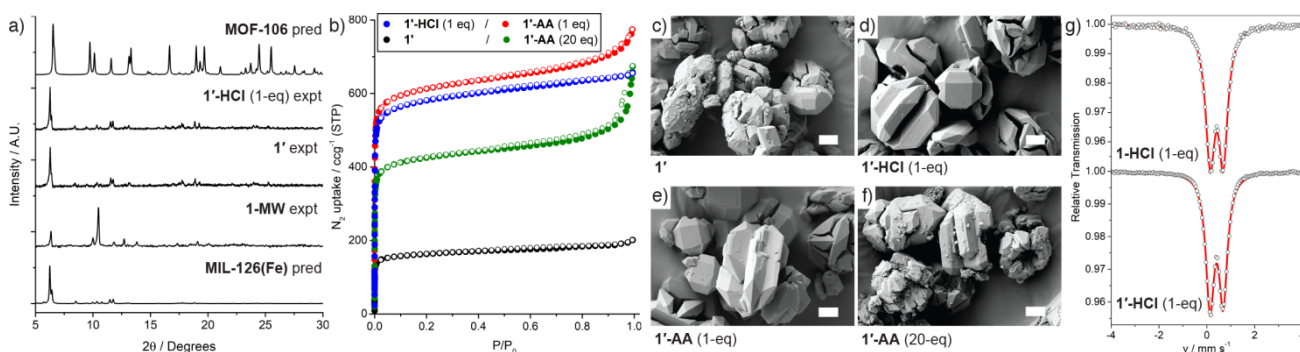 a)
MOF-106 pred
1′-HCl (1-eq) expt
1′ expt
1-MW expt
MIL-126(Fe) pred
Intensity / A.U.
5 10 15 20 25 30
2θ / Degrees
b)
1′-HCl (1 eq) / 1′-AA (1 eq)
1′ / 1′-AA (20 eq)
N2 uptake / ccg-1 (STP)
800
600
400
200
0
0.0 0.2 0.4 0.6 0.8 1.0
P/P0
c)
1′
d)
1′-HCl (1-eq)
e)
1′-AA (1-eq)
f)
1′-AA (20-eq)
g)
Relative Transmission
1.00
0.99
0.97
0.96
0.95
1-HCl (1-eq)
1.00
0.99
0.98
0.97
0.96
1′-HCl (1-eq)
-4 -2 0 2 4
v / mm s-1